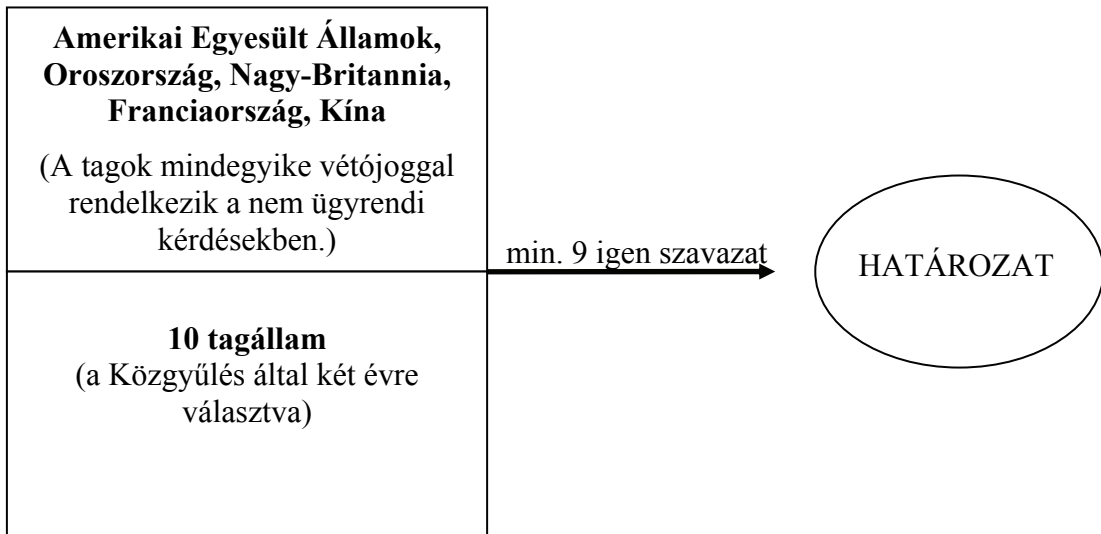 Amerikai Egyesült Államok,
Oroszország, Nagy-Britannia,
Franciaország, Kína
(A tagok mindegyike vétójoggal
rendelkezik a nem ügyrendi
kérdésekben.)
min. 9 igen szavazat
HATÁROZAT
10 tagállam
(a Közgyűlés által két évre
választva)